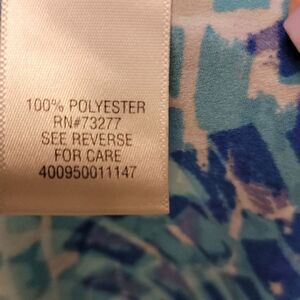 100% POLYESTER
RN#73277
SEE REVERSE
FOR CARE
400950011147